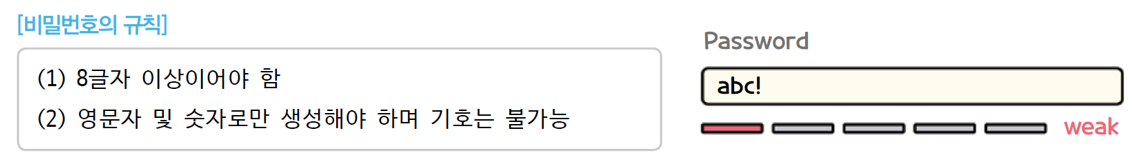 [비밀번호의 규칙]
(1) 8글자 이상이어야 함
(2) 영문자 및 숫자로만 생성해야 하며 기호는 불가능
Password
abc!
weak